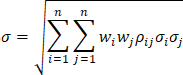 σ = √(∑_{i=1}^{n} ∑_{j=1}^{n} w_i w_j ρ_{ij} σ_i σ_j)